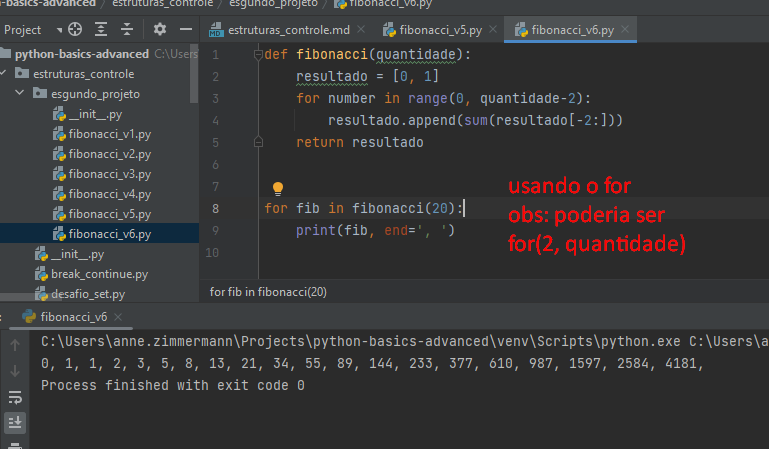 n-basics-advanced
estruturas_controle
esgundo_projeto
fibonacci_v6.py
Project
estruturas_controle.md
fibonacci_v5.py
fibonacci_v6.py
python-basics-advanced C:\Users
estruturas_controle
esgundo_projeto
__init__.py
fibonacci_v1.py
fibonacci_v2.py
fibonacci_v3.py
fibonacci_v4.py
fibonacci_v5.py
fibonacci_v6.py
__init__.py
break_continue.py
desafio_set.py
1 def fibonacci(quantidade):
2 resultado = [0, 1]
3 for number in range(0, quantidade-2):
4 resultado.append(sum(resultado[-2:]))
5 return resultado
6
7
8 for fib in fibonacci(20):
9 print(fib, end=', ')
10
usando o for
obs: poderia ser
for(2, quantidade)
for fib in fibonacci(20)
fibonacci_v6
C:\Users\anne.zimmermann\Projects\python-basics-advanced\venv\Scripts\python.exe C:\Users\a
0, 1, 1, 2, 3, 5, 8, 13, 21, 34, 55, 89, 144, 233, 377, 610, 987, 1597, 2584, 4181,
Process finished with exit code 0